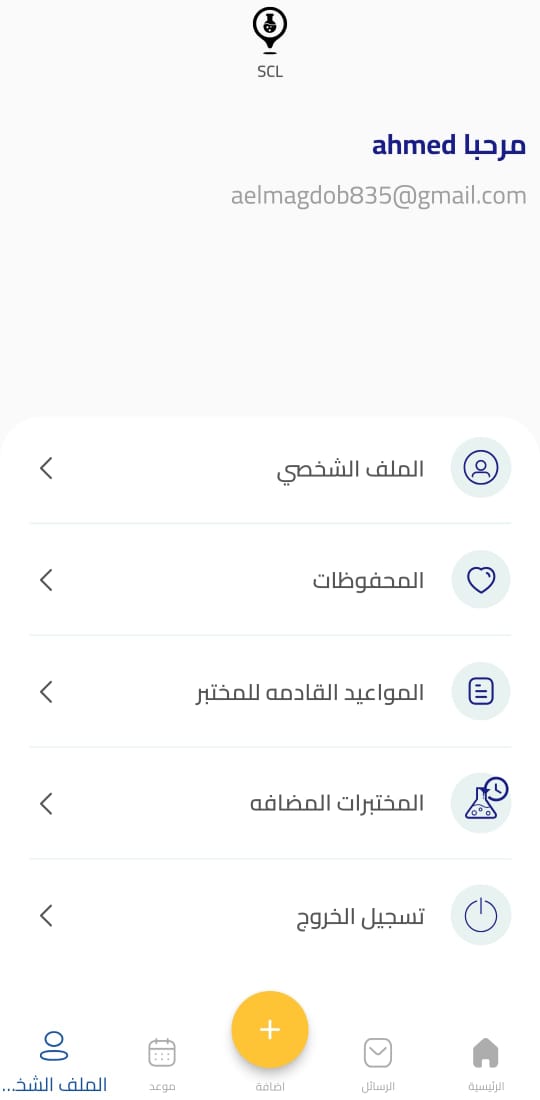 SCL
مرحبا ahmed
aelmagdob835@gmail.com
الملف الشخصي
المحفوظات
المواعيد القادمه للمختبر
المختبرات المضافه
تسجيل الخروج
الرئيسية
الرسائل
اضافة
موعد
الملف الشخ...